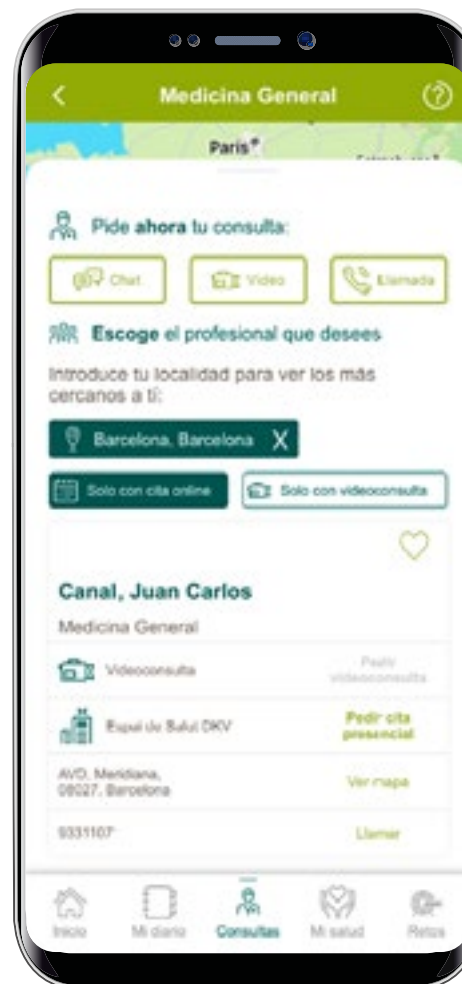 Medicina General
París
Pide ahora tu consulta:
Chat
Video
Llamada
Escoge el profesional que desees
Introduce tu localidad para ver los más
cercanos a tí:
Barcelona, Barcelona X
Solo con cita online
Solo con videoconsulta
Canal, Juan Carlos
Medicina General
Videoconsulta
Pedir
videoconsulta
Espai de Salut DKV
Pedir cita
presencial
AVD. Meridiana,
08027, Barcelona
Ver mapa
9331107
Llamar
Inicio
Mi diario
Consultas
Mi salud
Retos